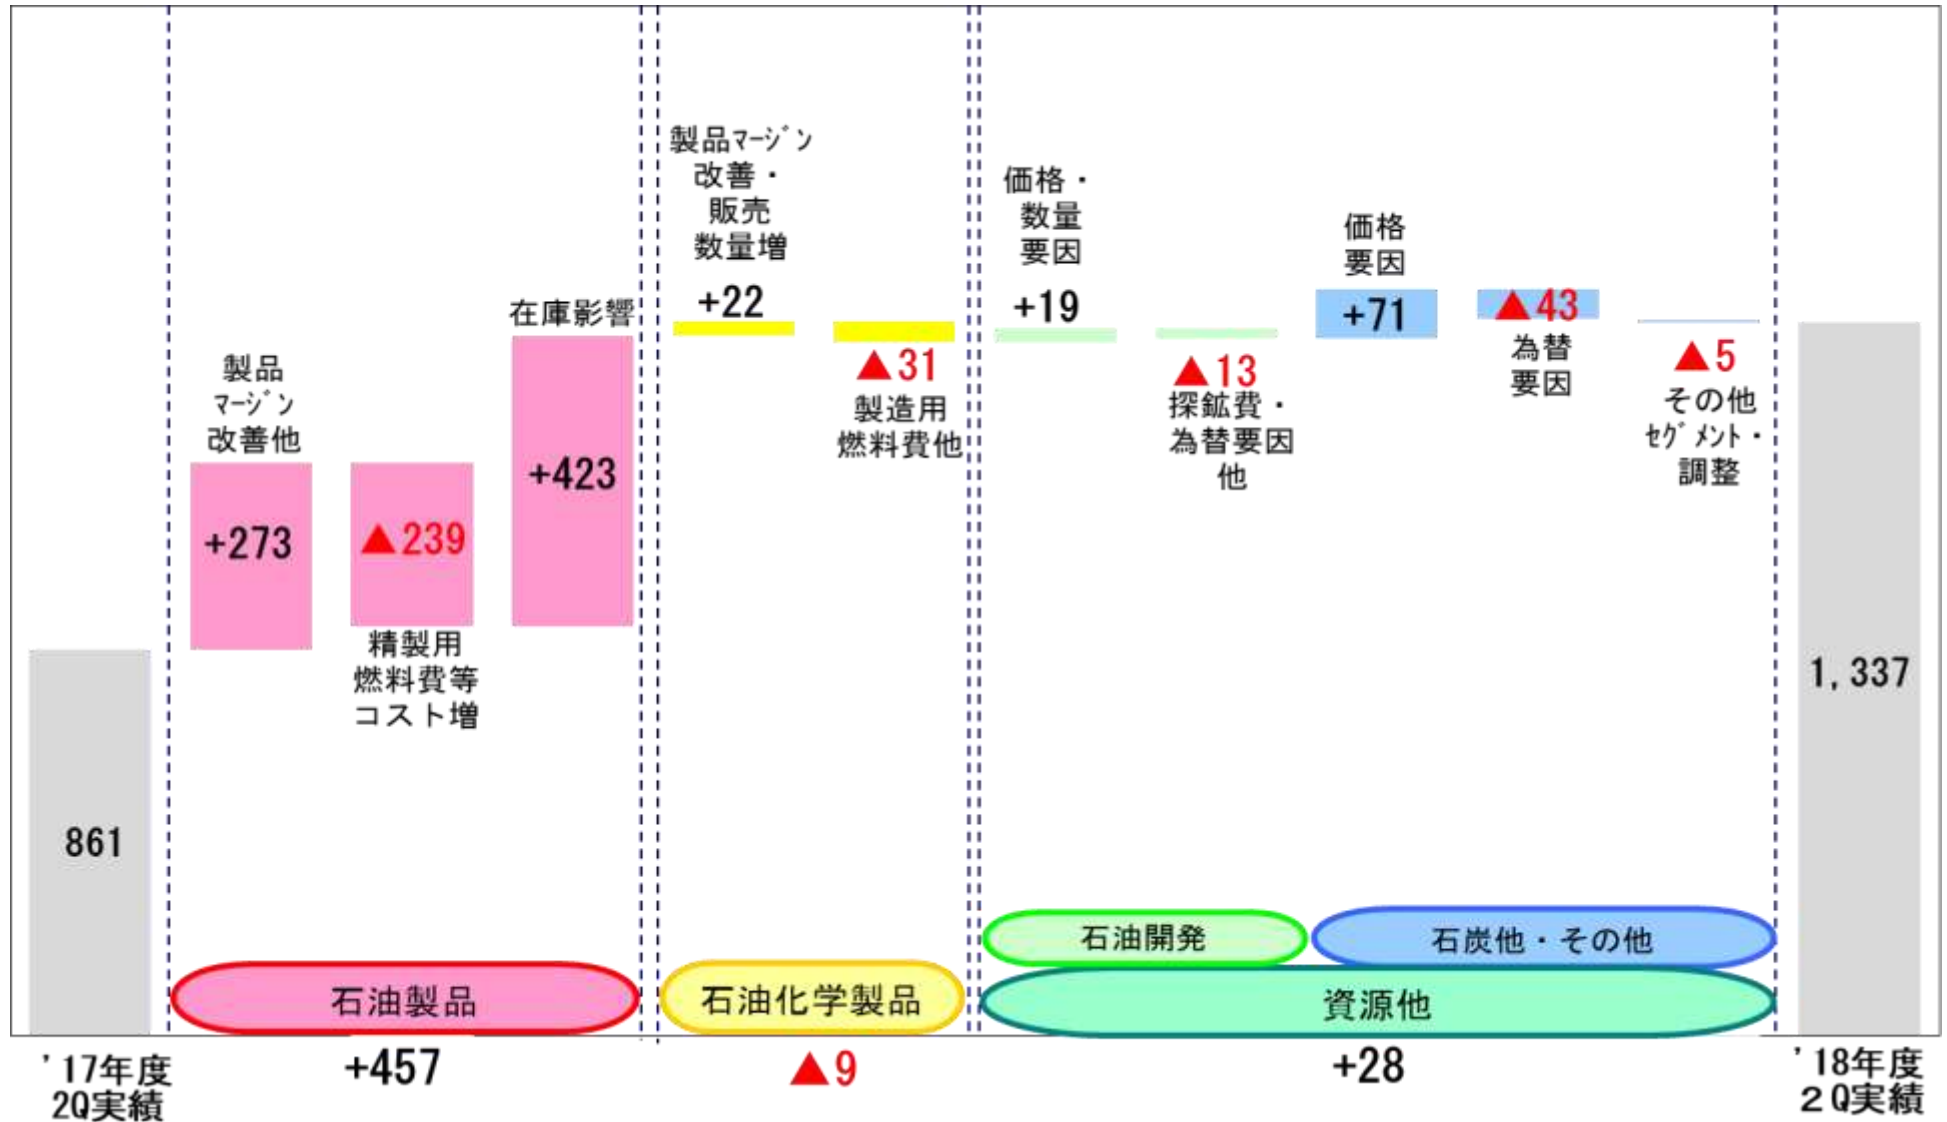 製品
ﾏｰｼﾞﾝ
改善他
+273
▲239
精製用
燃料費等
コスト増
在庫影響
+423
製品ﾏｰｼﾞﾝ
改善・
販売
数量増
+22
▲31
製造用
燃料費他
価格・
数量
要因
+19
▲13
探鉱費・
為替要因
他
価格
要因
+71
▲43
為替
要因
▲5
その他
ｾｸﾞﾒﾝﾄ・
調整
861
1,337
石油開発
石炭他・その他
石油製品
石油化学製品
資源他
'17年度
2Q実績
+457
▲9
+28
'18年度
２Q実績